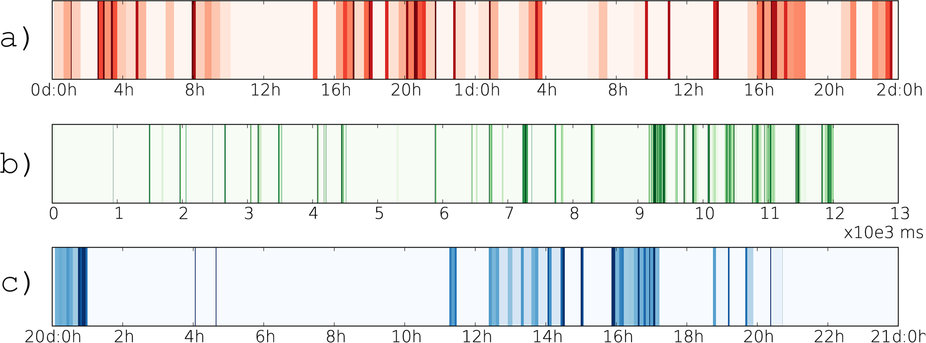 a)
0d:0h 4h 8h 12h 16h 20h 1d:0h 4h 8h 12h 16h 20h 2d:0h
b)
0 1 2 3 4 5 6 7 8 9 10 11 12 13
x10e3 ms
c)
20d:0h 2h 4h 6h 8h 10h 12h 14h 16h 18h 20h 22h 21d:0h